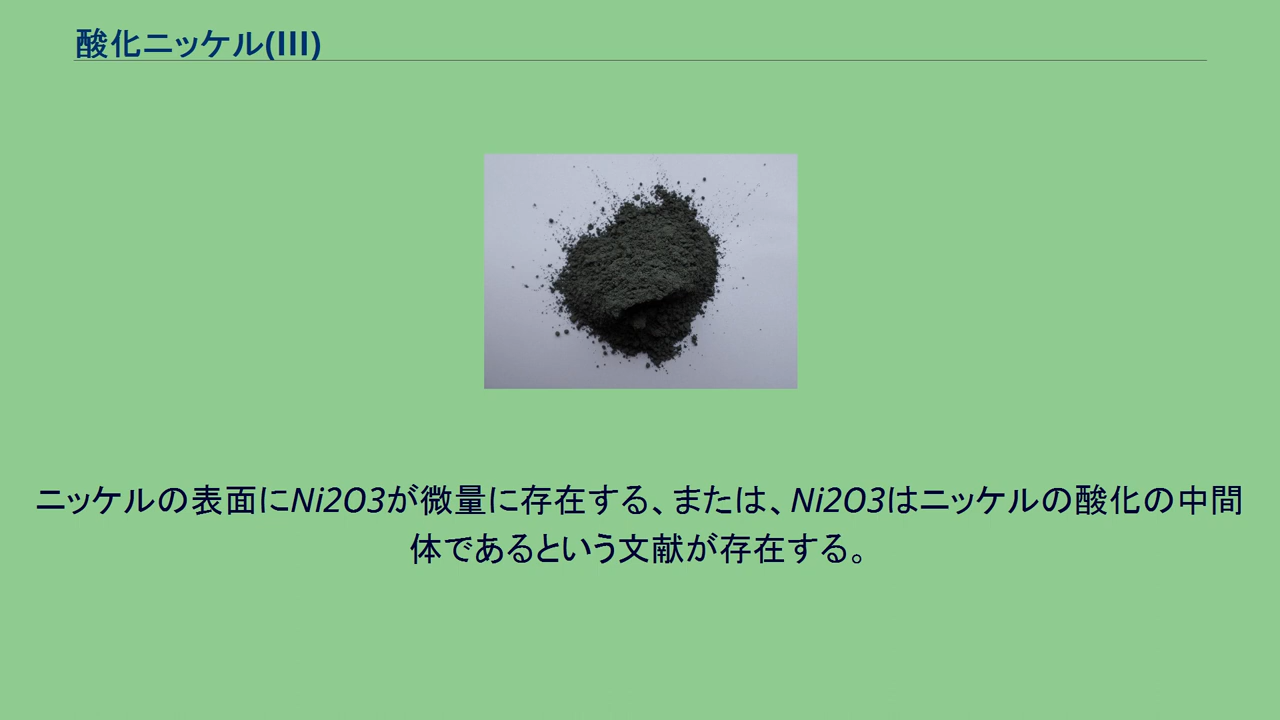 酸化ニッケル(III)
ニッケルの表面にNi2O3が微量に存在する、または、Ni2O3はニッケルの酸化の中間
体であるという文献が存在する。